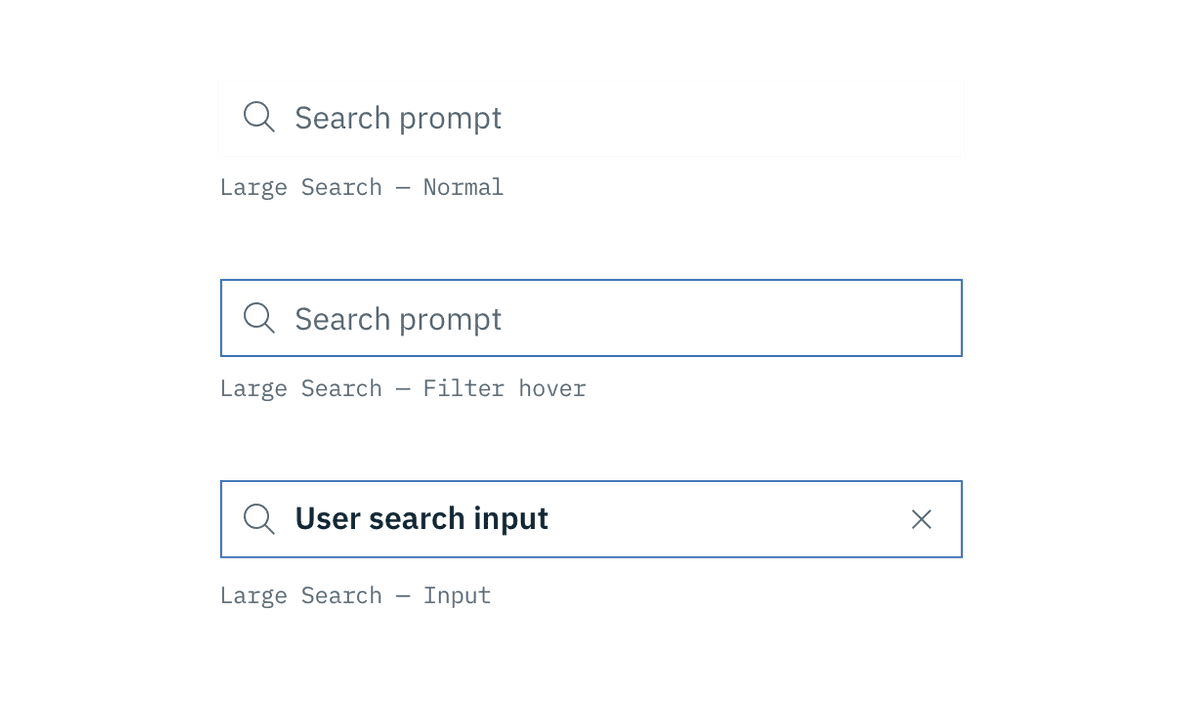 Search prompt
Large Search — Normal
Search prompt
Large Search — Filter hover
User search input
Large Search — Input